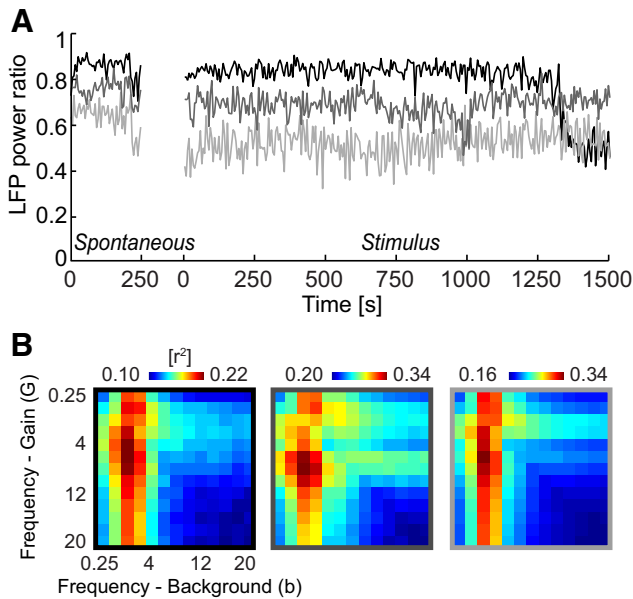 A
LFP power ratio
1
0.8
0.6
0.4
0.2
0
Spontaneous
Stimulus
0 250 0 250 500 750 1000 1250 1500
Time [s]
B
[r²]
0.10 0.22
0.20 0.34
0.16 0.34
Frequency - Gain (G)
0.25
4
12
20
0.25 4 12 20
Frequency - Background (b)